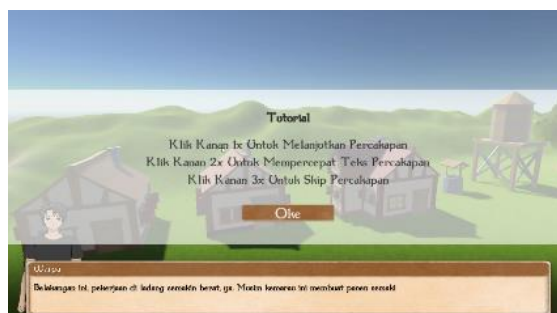 Tutorial
Klik Kanan 1x Untuk Melanjutkan Percakapan
Klik Kanan 2x Untuk Mempercepat Teks Percakapan
Klik Kanan 3x Untuk Skip Percakapan
Oke
Warga
Belakangan ini, pekerjaan di ladang semakin berat, ya. Musim kemarau ini membuat panen